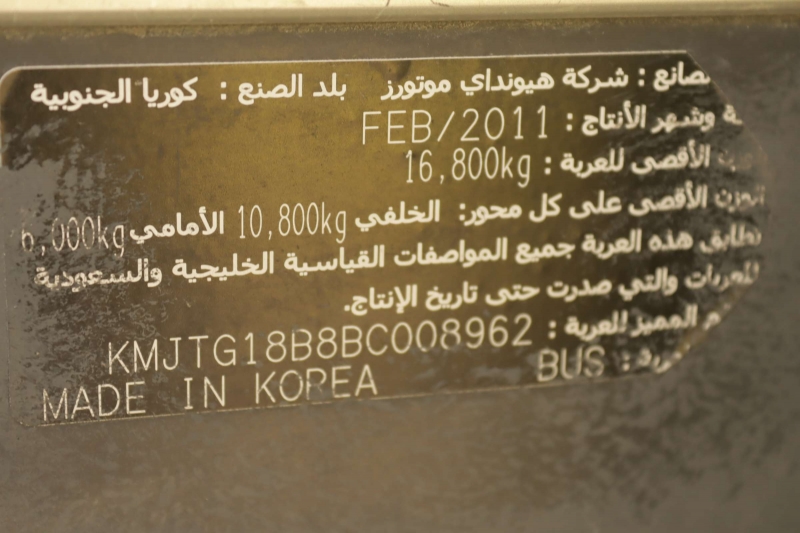 شركة هيونداي موتورز بلد الصنع : كوريا الجنوبية
وشهر الأنتاج : FEB/2011
الأقصى للعربة : 16,800kg
الوزن الأقصى على كل محور: الخلفي 10,800kg الأمامي 6,000kg
تطابق هذه العربة جميع المواصفات القياسية الخليجية والسعودية
للعربات والتي صدرت حتى تاريخ الإنتاج.
المميز للعربة : KMJTG18B8BC008962
BUS
MADE IN KOREA